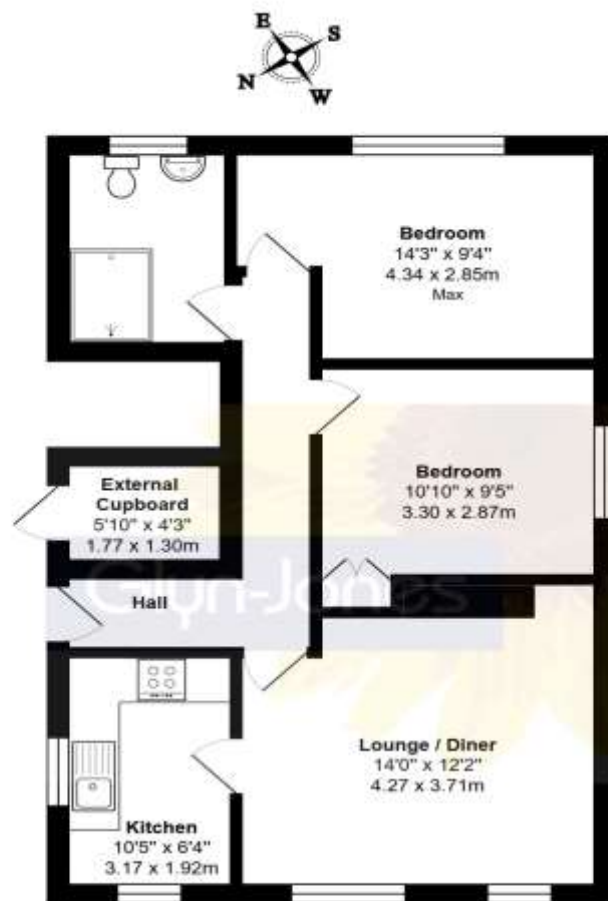 E
S
N
W
Bedroom
14'3" x 9'4"
4.34 x 2.85m
Max
Bedroom
10'10" x 9'5"
3.30 x 2.87m
External
Cupboard
5'10" x 4'3"
1.77 x 1.30m
Glyn-Jones
Hall
Lounge / Diner
14'0" x 12'2"
4.27 x 3.71m
Kitchen
10'5" x 6'4"
3.17 x 1.92m